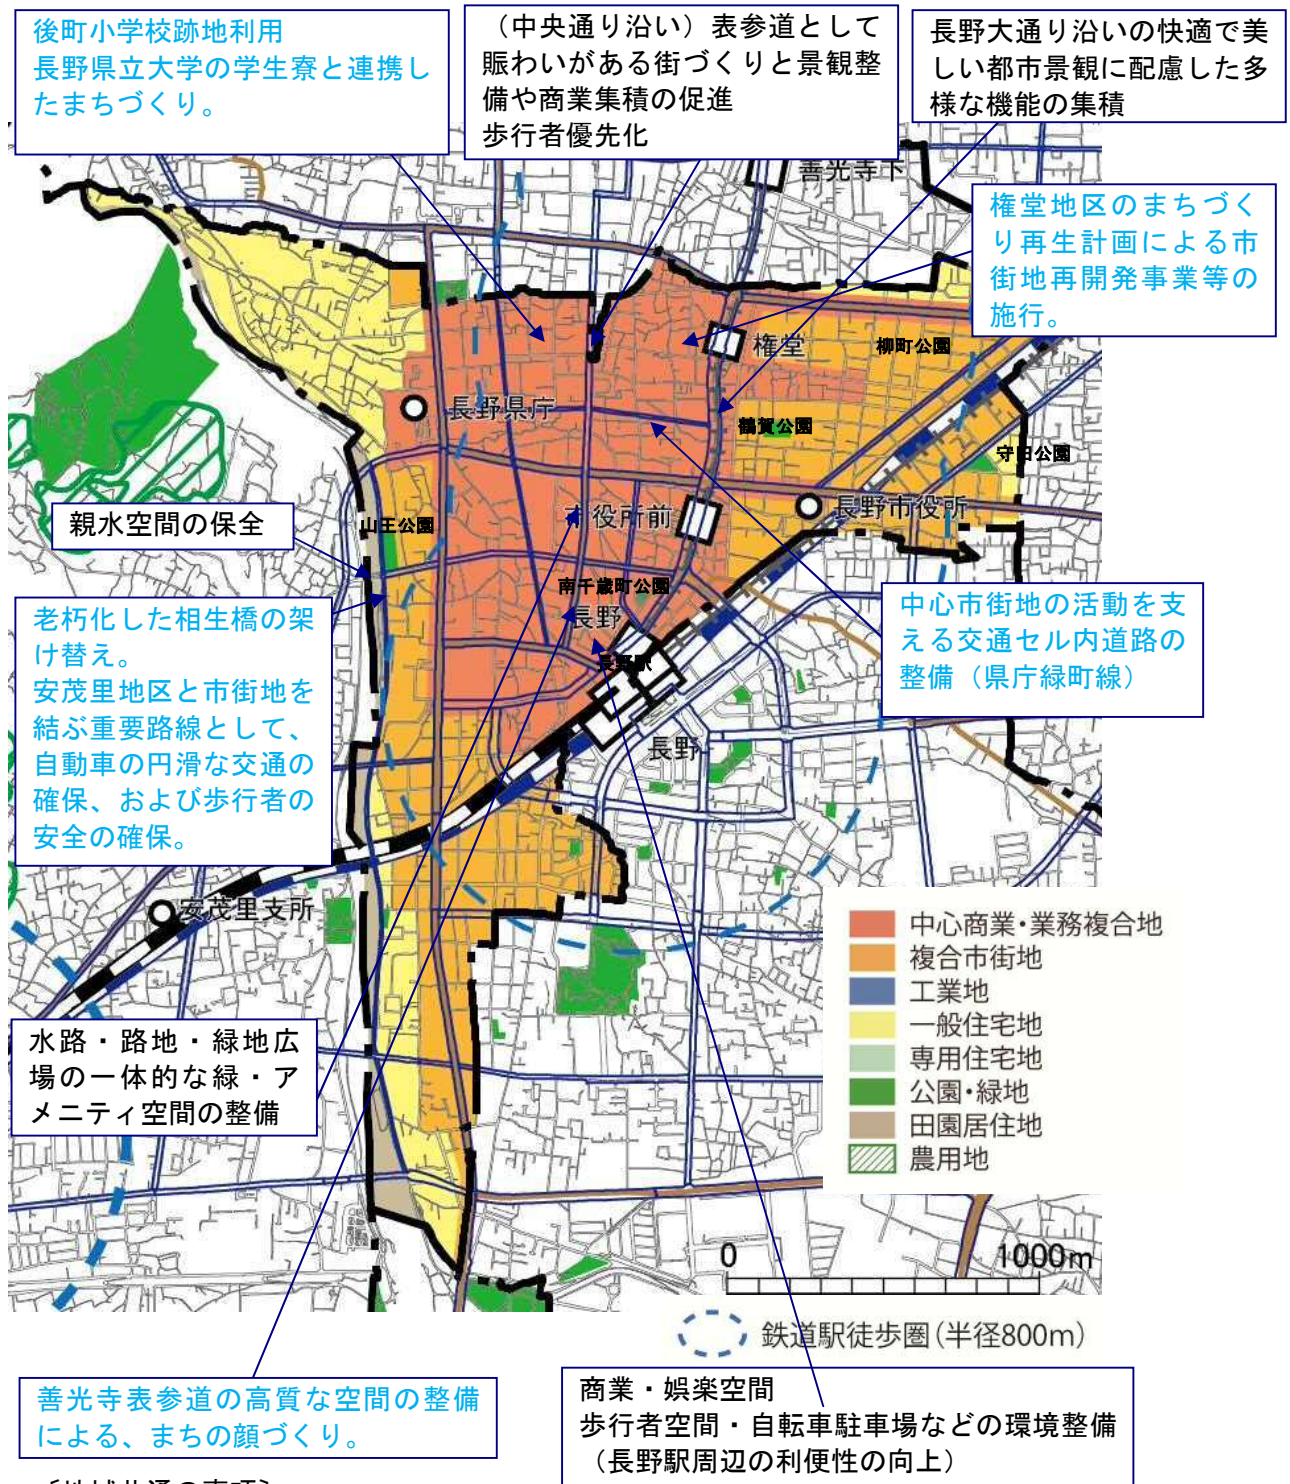 後町小学校跡地利用
長野県立大学の学生寮と連携し
たまちづくり。
（中央通り沿い）表参道として
賑わいがある街づくりと景観整
備や商業集積の促進
歩行者優先化
長野大通り沿いの快適で美
しい都市景観に配慮した多
様な機能の集積
善光寺下
権堂地区のまちづく
り再生計画による市
街地再開発事業等の
施行。
権堂
柳町公園
長野県庁
鶴賀公園
守田公園
親水空間の保全
山王公園
市役所前
長野市役所
老朽化した相生橋の架
け替え。
安茂里地区と市街地を
結ぶ重要路線として、
自動車の円滑な交通の
確保、および歩行者の
安全の確保。
南千歳町公園
長野
長野駅
長野
中心市街地の活動を支
える交通セル内道路の
整備（県庁緑町線）
安茂里支所
水路・路地・緑地広
場の一体的な緑・ア
メニティ空間の整備
中心商業・業務複合地
複合市街地
工業地
一般住宅地
専用住宅地
公園・緑地
田園居住地
農用地
0 1000m
鉄道駅徒歩圏(半径800m)
善光寺表参道の高質な空間の整備
による、まちの顔づくり。
商業・娯楽空間
歩行者空間・自転車駐車場などの環境整備
（長野駅周辺の利便性の向上）